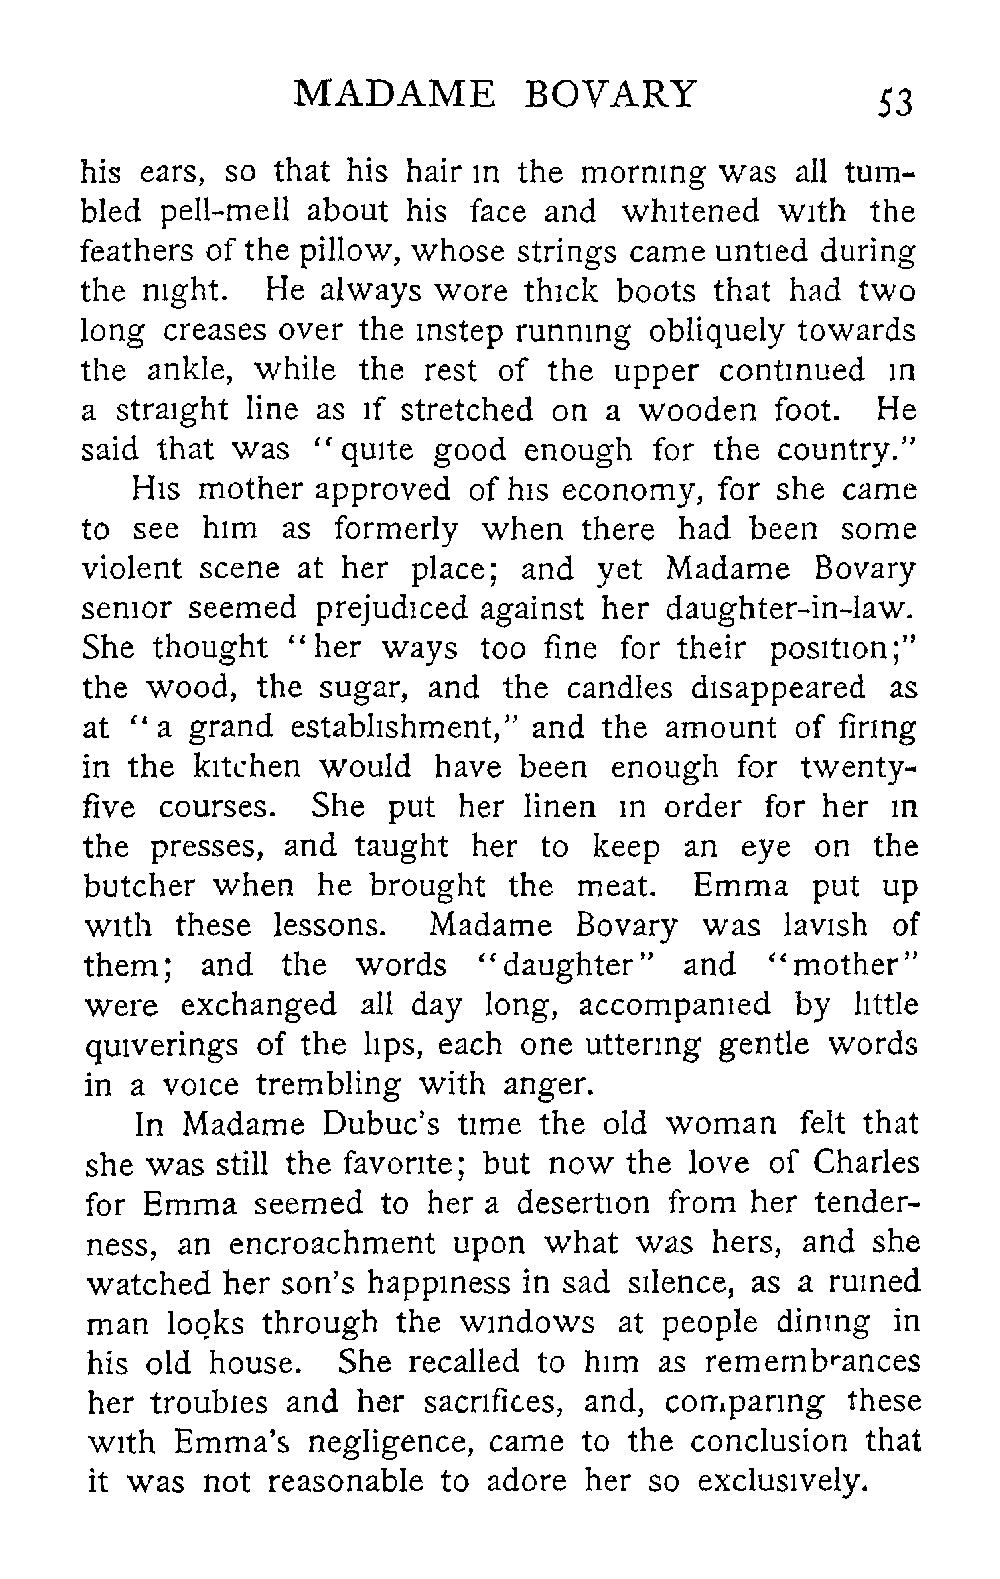 MADAME BOVARY 53
his ears, so that his hair in the morning was all tum-
bled pell-mell about his face and whitened with the
feathers of the pillow, whose strings came untied during
the night. He always wore thick boots that had two
long creases over the instep running obliquely towards
the ankle, while the rest of the upper continued in
a straight line as if stretched on a wooden foot. He
said that was "quite good enough for the country."
His mother approved of his economy, for she came
to see him as formerly when there had been some
violent scene at her place; and yet Madame Bovary
senior seemed prejudiced against her daughter-in-law.
She thought "her ways too fine for their position;"
the wood, the sugar, and the candles disappeared as
at "a grand establishment," and the amount of firing
in the kitchen would have been enough for twenty-
five courses. She put her linen in order for her in
the presses, and taught her to keep an eye on the
butcher when he brought the meat. Emma put up
with these lessons. Madame Bovary was lavish of
them; and the words "daughter" and "mother"
were exchanged all day long, accompanied by little
quiverings of the lips, each one uttering gentle words
in a voice trembling with anger.
In Madame Dubuc's time the old woman felt that
she was still the favorite; but now the love of Charles
for Emma seemed to her a desertion from her tender-
ness, an encroachment upon what was hers, and she
watched her son's happiness in sad silence, as a ruined
man looks through the windows at people dining in
his old house. She recalled to him as remembrances
her troubles and her sacrifices, and, comparing these
with Emma's negligence, came to the conclusion that
it was not reasonable to adore her so exclusively.